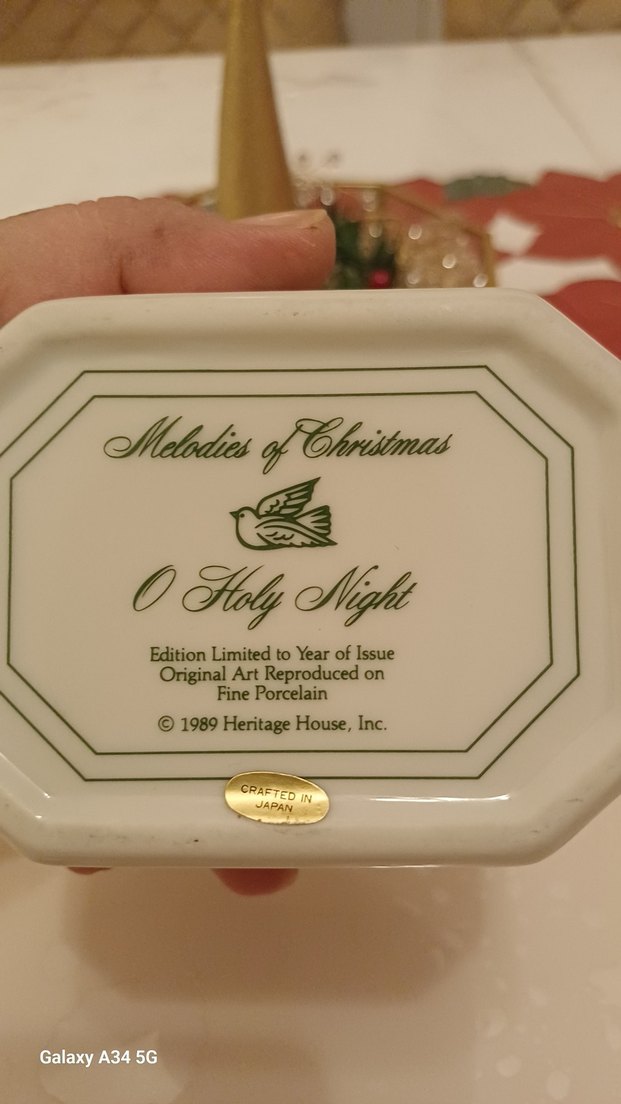 Melodies of Christmas
O Holy Night
Edition Limited to Year of Issue
Original Art Reproduced on
Fine Porcelain
© 1989 Heritage House, Inc.
CRAFTED IN
JAPAN
Galaxy A34 5G